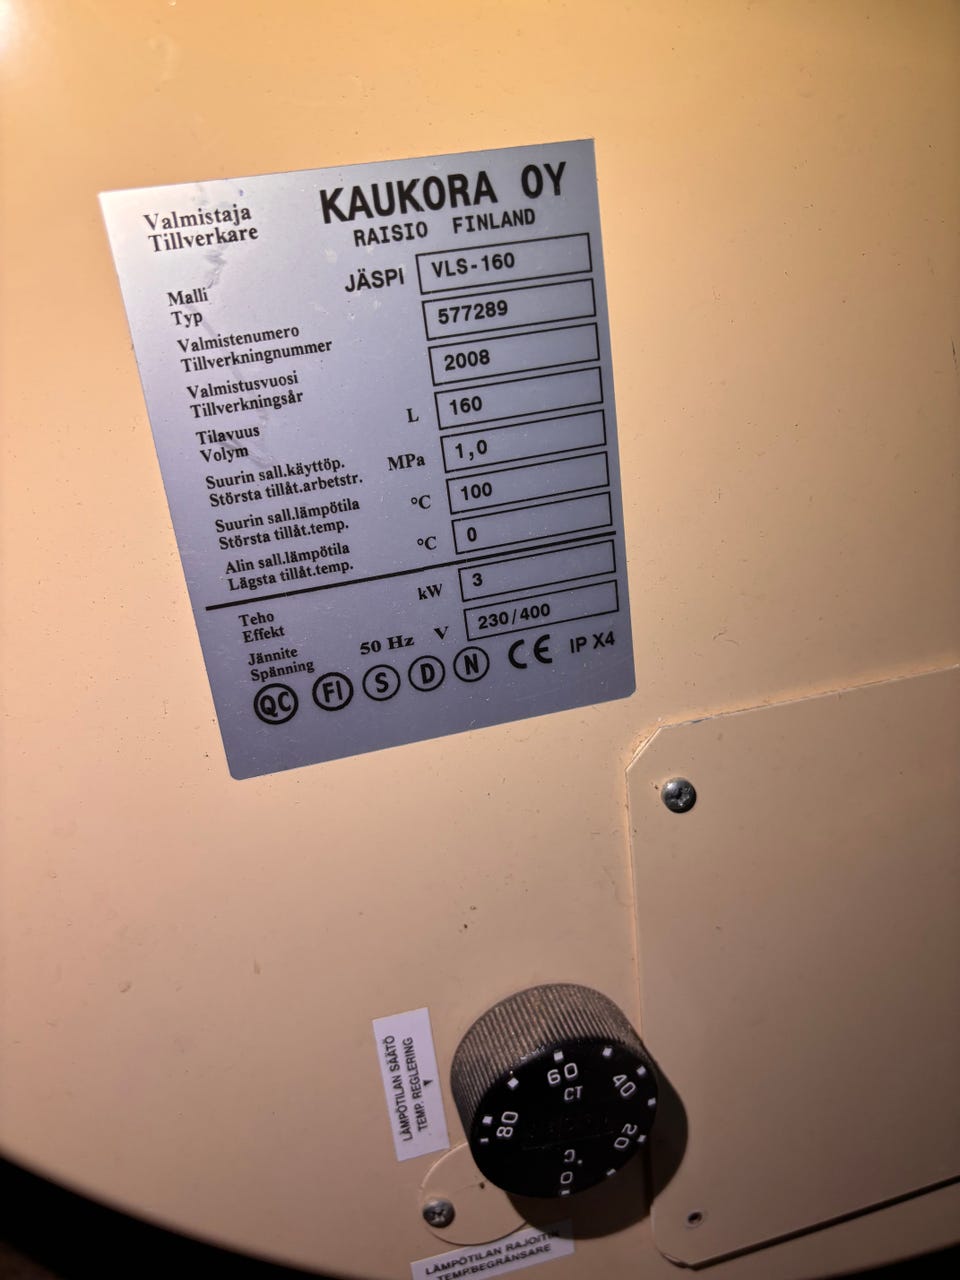 Valmistaja
Tillverkare
KAUKORA OY
RAISIO FINLAND
Malli
Typ
JÄSPI VLS-160
Valmistenumero
Tillverkningnummer
577289
Valmistusvuosi
Tillverkningsår
2008
Tilavuus
Volym
L 160
Suurin sall.käyttöp.
Största tillåt.arbetstr.
MPa 1,0
Suurin sall.lämpötila
Största tillåt.temp.
°C 100
Alin sall.lämpötila
Lägsta tillåt.temp.
°C 0
Teho
Effekt
kW 3
Jännite
Spänning
50 Hz V 230/400
QC FI S D N CE IP X4
LÄMPÖTILAN SÄÄTÖ
TEMP. REGLERING
60
40
CT
80
20
°C
0
LÄMPÖTILAN RAJOITIN
TEMP.BEGRÄNSARE